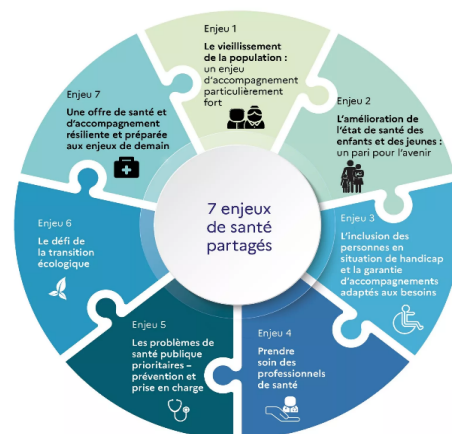 Enjeu 1
Le vieillissement
de la population :
un enjeu
d'accompagnement
particulièrement
fort
Enjeu 2
L'amélioration de
l'état de santé des
enfants et des jeunes :
un pari pour l'avenir
Enjeu 3
L'inclusion des
personnes en
situation de handicap
et la garantie
d'accompagnements
adaptés aux besoins
Enjeu 4
Prendre
soin des
professionnels
de santé
Enjeu 5
Les problèmes de
santé publique
prioritaires –
prévention et
prise en charge
Enjeu 6
Le défi de
la transition
écologique
Enjeu 7
Une offre de santé et
d'accompagnement
résiliente et préparée
aux enjeux de demain
7 enjeux
de santé
partagés